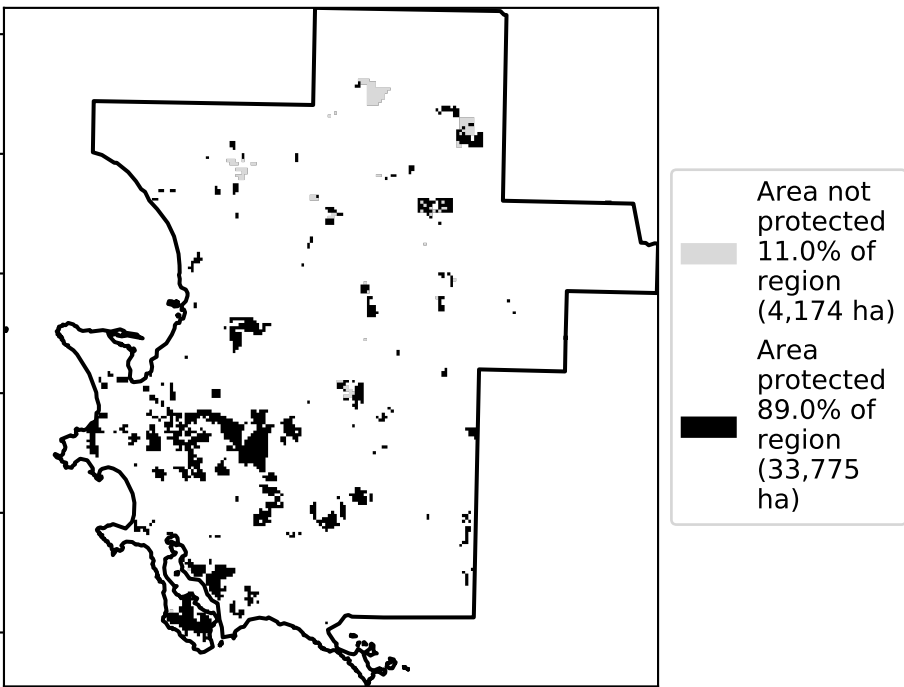 Area not
protected
11.0% of
region
(4,174 ha)
Area
protected
89.0% of
region
(33,775
ha)